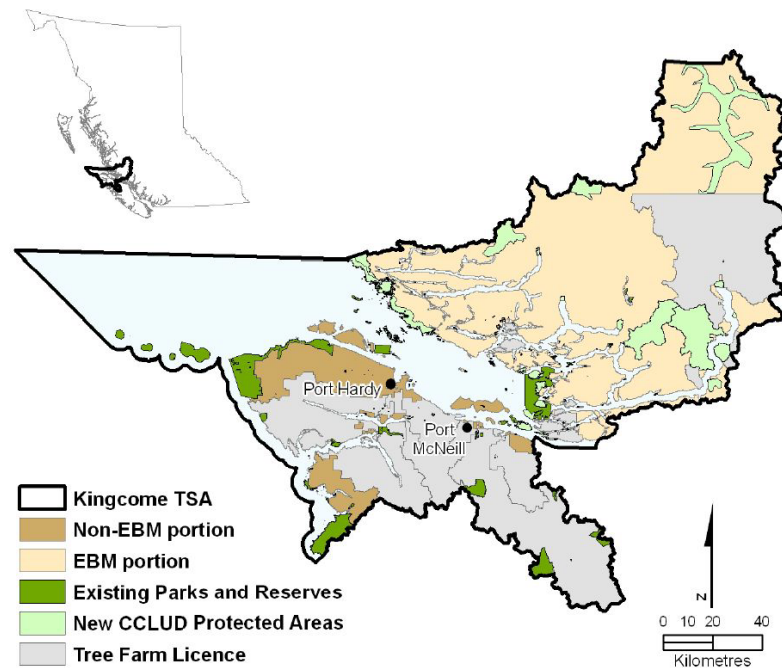 Port Hardy
Port
McNeill
Kingcome TSA
Non-EBM portion
EBM portion
Existing Parks and Reserves
New CCLUD Protected Areas
Tree Farm Licence
N
0 10 20 40
Kilometres